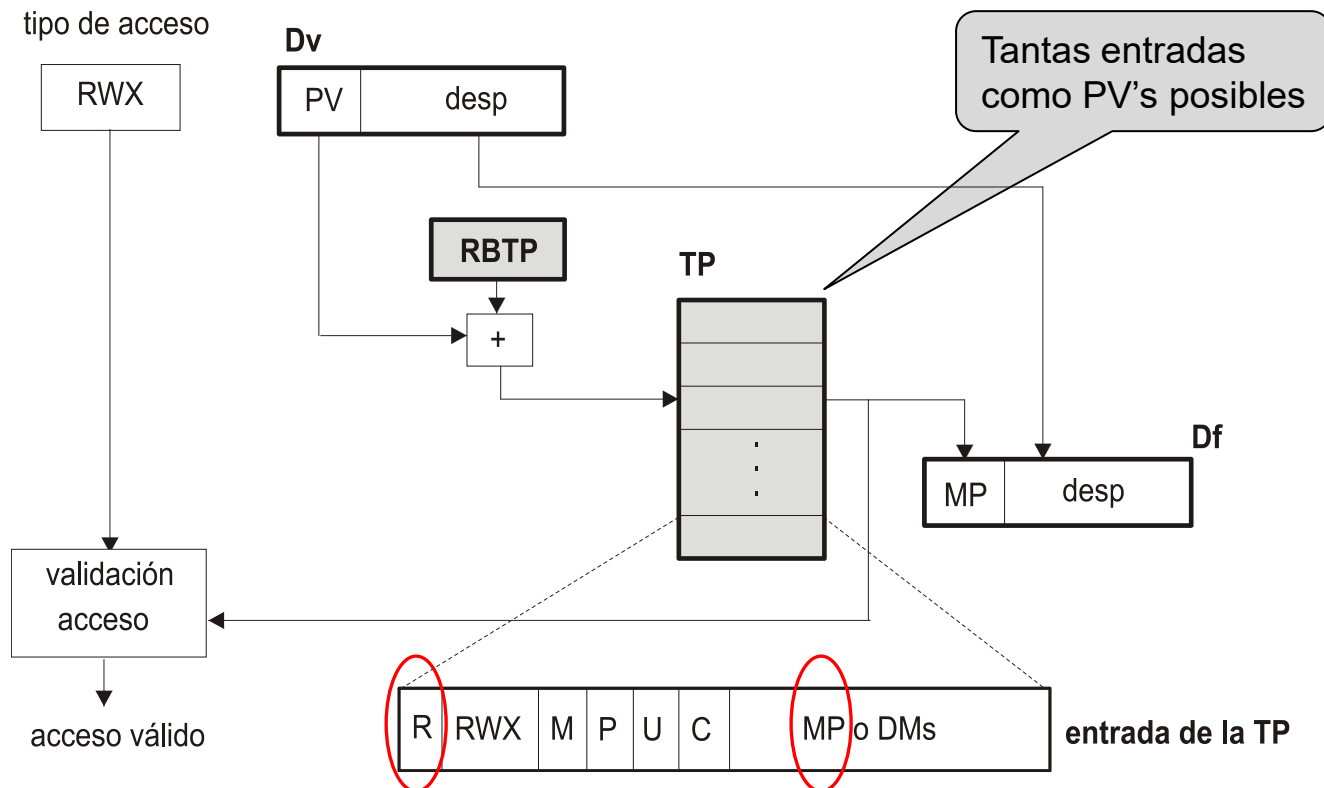 tipo de acceso
RWX
Dv
PV
desp
Tantas entradas
como PV’s posibles
RBTP
+
TP
Df
MP
desp
validación
acceso
acceso válido
R
RWX
M
P
U
C
MP o DMs
entrada de la TP